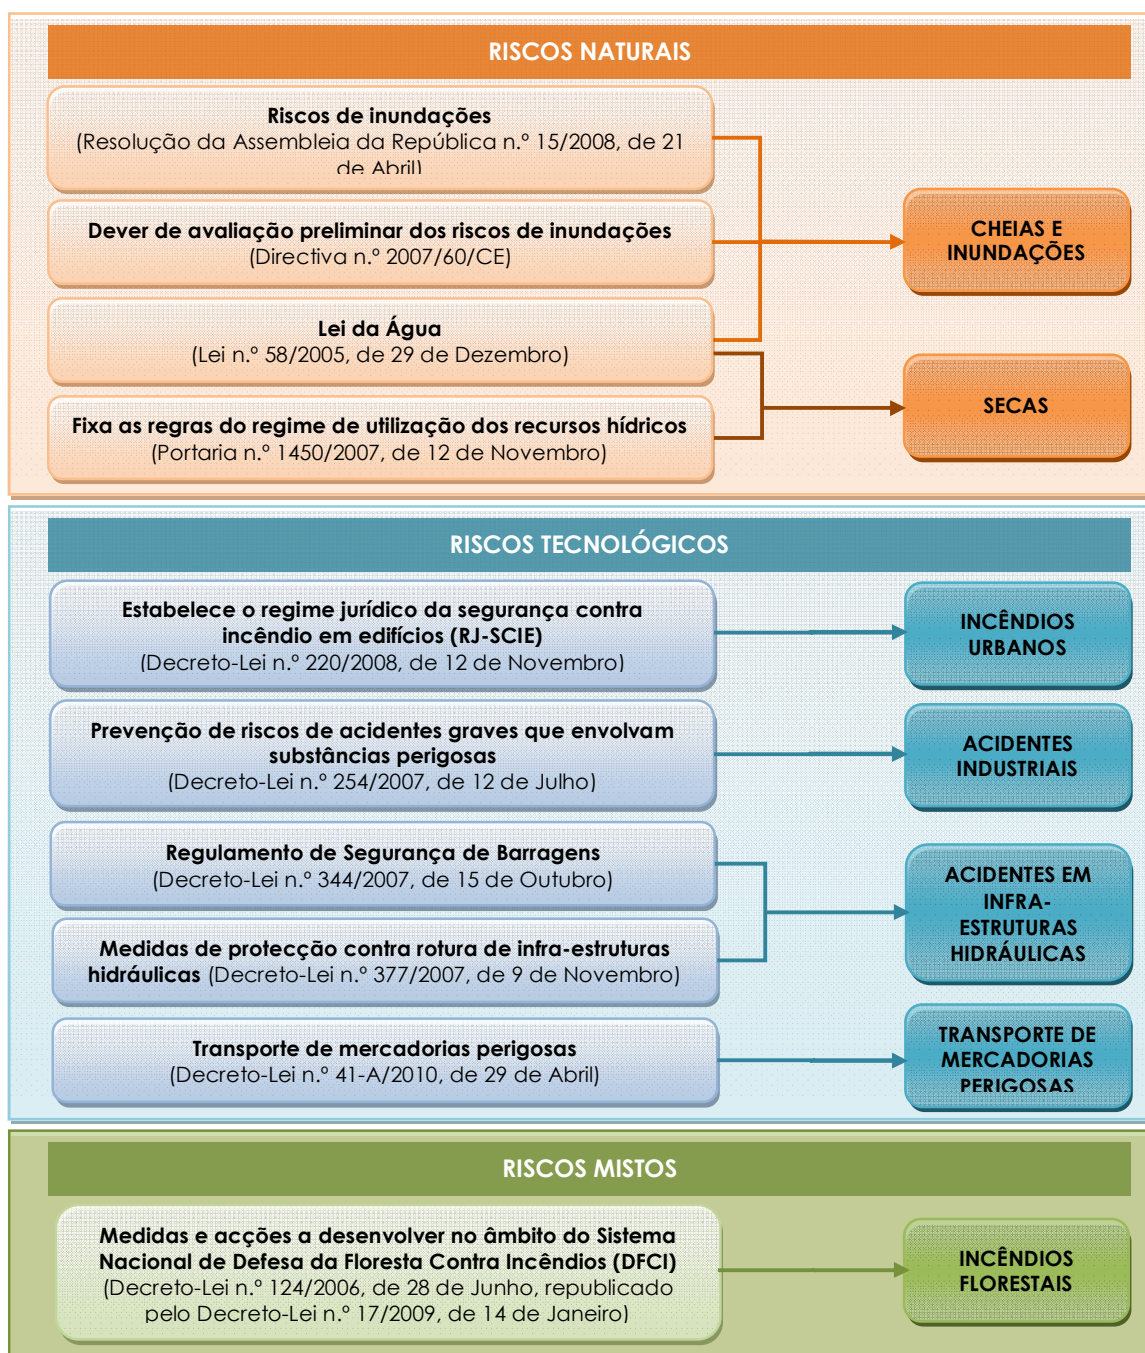 RISCOS NATURAIS
Riscos de inundações
(Resolução da Assembleia da República n.º 15/2008, de 21
de Abril)
Dever de avaliação preliminar dos riscos de inundações
(Directiva n.º 2007/60/CE)
Lei da Água
(Lei n.º 58/2005, de 29 de Dezembro)
Fixa as regras do regime de utilização dos recursos hídricos
(Portaria n.º 1450/2007, de 12 de Novembro)
CHEIAS E
INUNDAÇÕES
SECAS
RISCOS TECNOLÓGICOS
Estabelece o regime jurídico da segurança contra
incêndio em edifícios (RJ-SCIE)
(Decreto-Lei n.º 220/2008, de 12 de Novembro)
INCÊNDIOS
URBANOS
Prevenção de riscos de acidentes graves que envolvam
substâncias perigosas
(Decreto-Lei n.º 254/2007, de 12 de Julho)
ACIDENTES
INDUSTRIAIS
Regulamento de Segurança de Barragens
(Decreto-Lei n.º 344/2007, de 15 de Outubro)
Medidas de protecção contra rotura de infra-estruturas
hidráulicas (Decreto-Lei n.º 377/2007, de 9 de Novembro)
ACIDENTES EM
INFRA-
ESTRUTURAS
HIDRÁULICAS
Transporte de mercadorias perigosas
(Decreto-Lei n.º 41-A/2010, de 29 de Abril)
TRANSPORTE DE
MERCADORIAS
PERIGOSAS
RISCOS MISTOS
Medidas e acções a desenvolver no âmbito do Sistema
Nacional de Defesa da Floresta Contra Incêndios (DFCI)
(Decreto-Lei n.º 124/2006, de 28 de Junho, republicado
pelo Decreto-Lei n.º 17/2009, de 14 de Janeiro)
INCÊNDIOS
FLORESTAIS